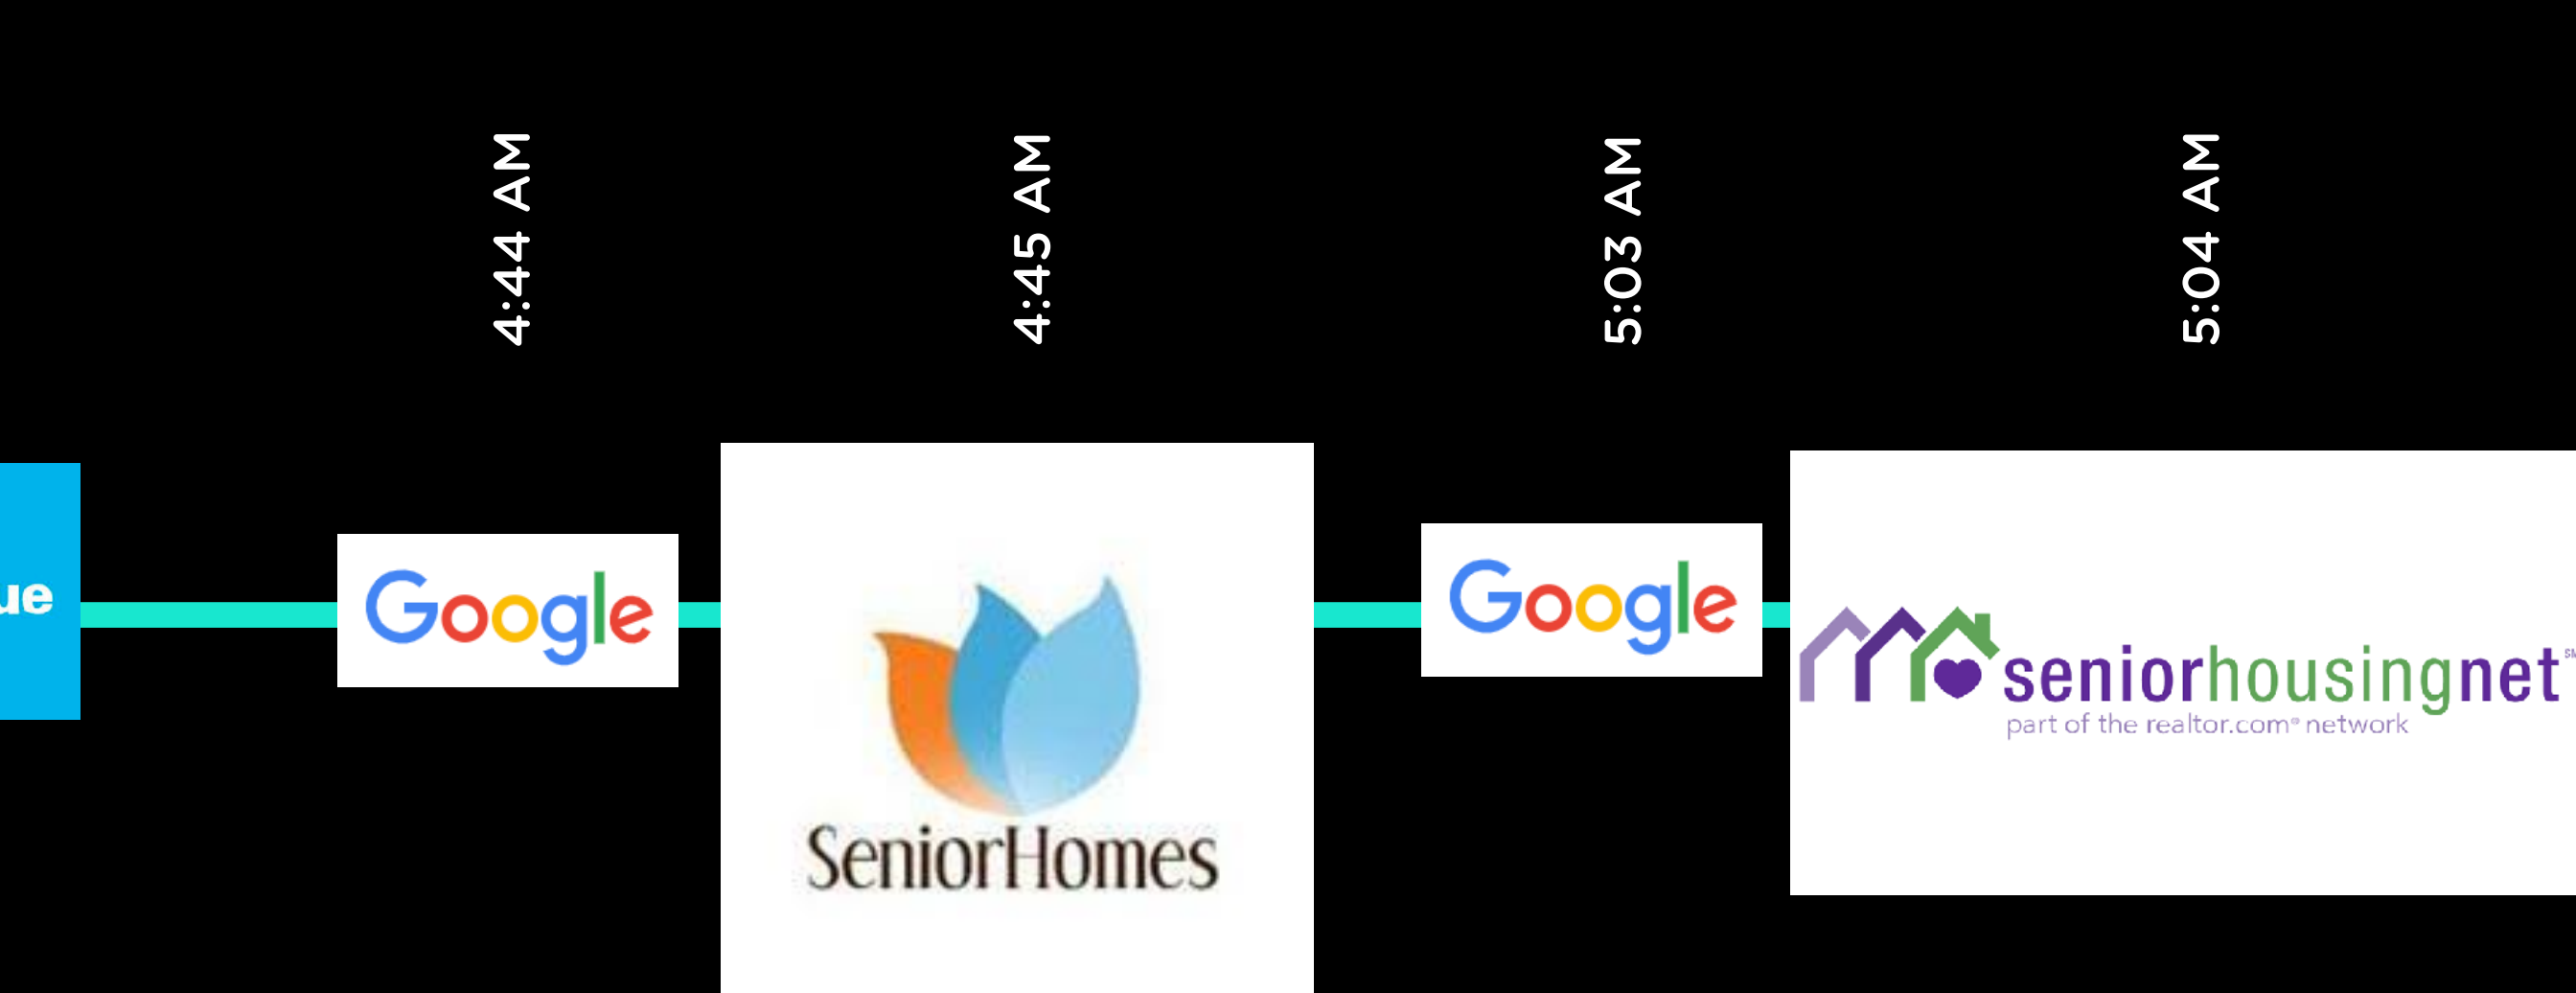 4:44 AM
4:45 AM
5:03 AM
5:04 AM
ue
Google
SeniorHomes
Google
seniorhousingnet℠
part of the realtor.com® network